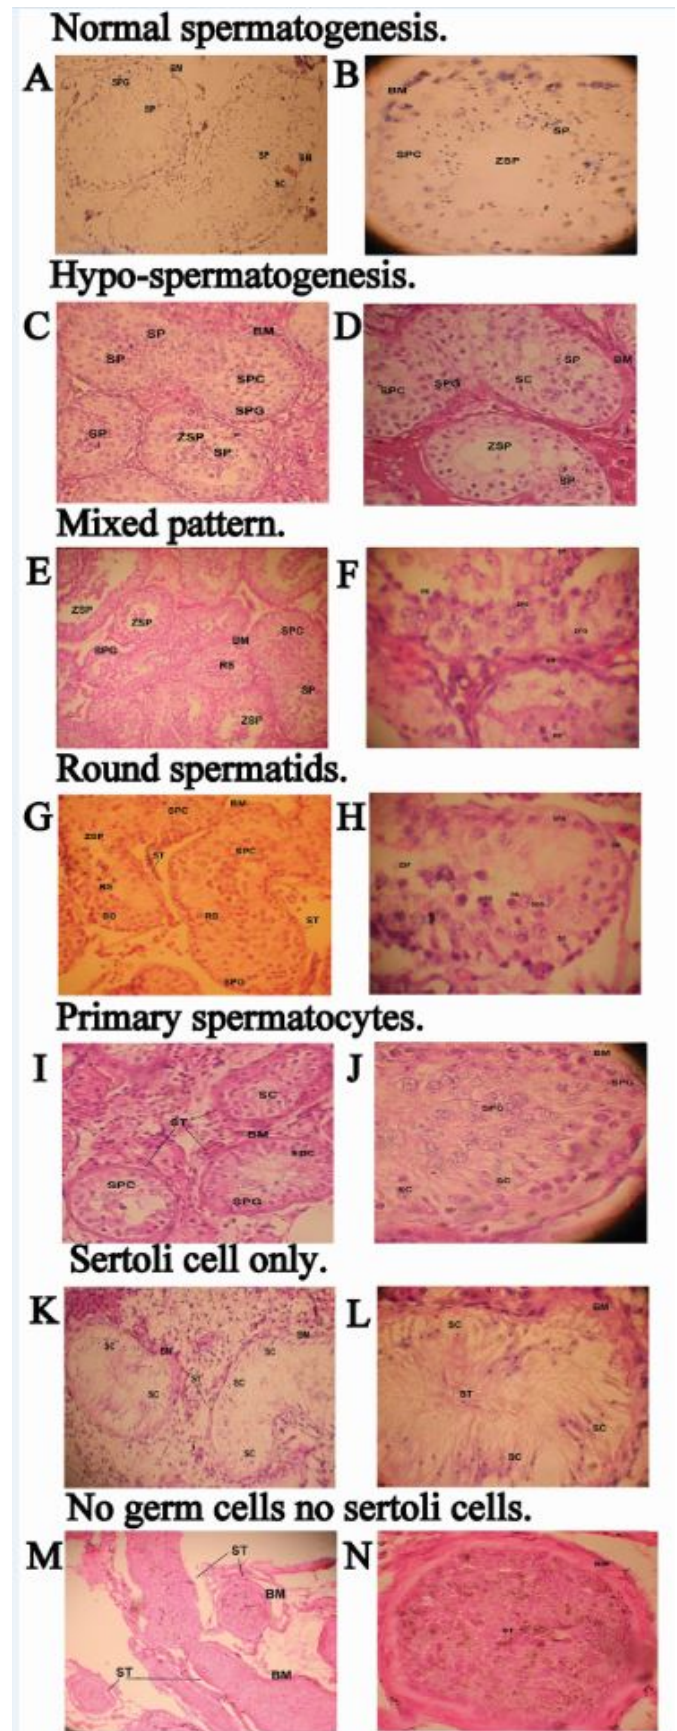 Normal spermatogenesis.
A
SPG
BM
SP
SP
BM
SC
B
BM
SP
SPC
ZSP
Hypo-spermatogenesis.
C
SP
BM
SP
SPC
SPG
SP
ZSP
SP
D
SP
BM
SPG
SC
SPC
ZSP
SP
Mixed pattern.
E
ZSP
ZSP
SPC
BM
SPG
RS
SP
ZSP
F
Round spermatids.
G
SPC
BM
ZSP
ST
SPC
RS
ST
SPG
H
Primary spermatocytes.
I
SC
ST
BM
SPC
SPC
SPG
J
BM
SPG
SC
SC
Sertoli cell only.
K
SC
BM
SC
BM
ST
SC
SC
SC
L
SC
BM
ST
SC
SC
No germ cells no sertoli cells.
M
ST
BM
ST
BM
N
ST